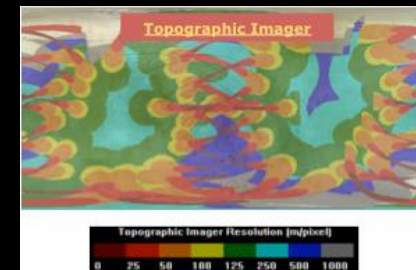 Topographic Imager
Topographic Imager Resolution (m/pixel)
0 25 50 100 125 250 500 1000